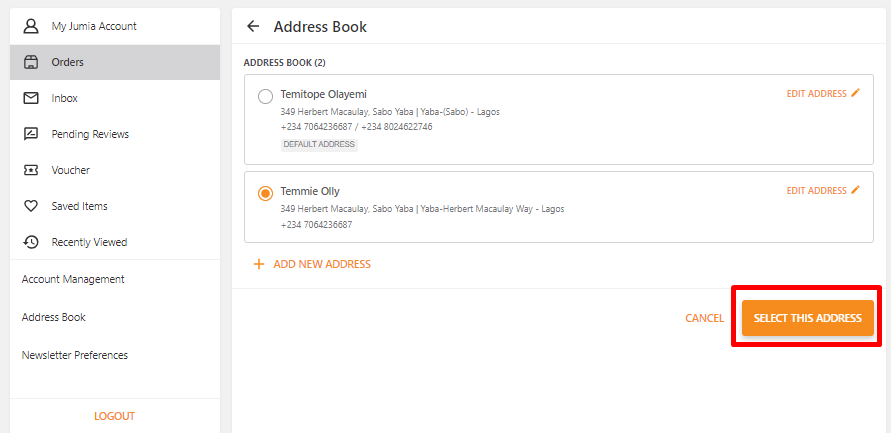 My Jumia Account
Orders
Inbox
Pending Reviews
Voucher
Saved Items
Recently Viewed
Account Management
Address Book
Newsletter Preferences
LOGOUT
Address Book
ADDRESS BOOK (2)
Temitope Olayemi
EDIT ADDRESS
349 Herbert Macaulay, Sabo Yaba | Yaba-(Sabo) - Lagos
+234 7064236687 / +234 8024622746
DEFAULT ADDRESS
Temmie Olly
EDIT ADDRESS
349 Herbert Macaulay, Sabo Yaba | Yaba-Herbert Macaulay Way - Lagos
+234 7064236687
+ ADD NEW ADDRESS
CANCEL
SELECT THIS ADDRESS